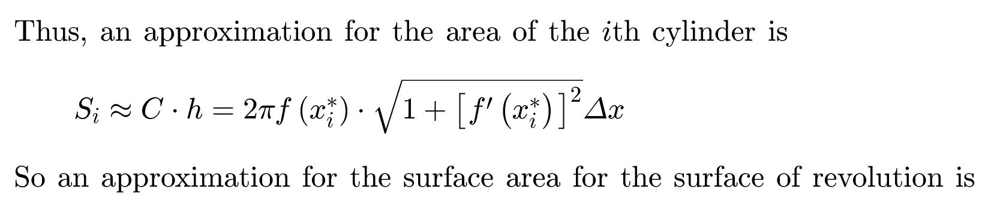 Thus, an approximation for the area of the ith cylinder is
$S_i \approx C \cdot h = 2\pi f\left(x_i^*\right) \cdot \sqrt{1 + \left[f'\left(x_i^*\right)\right]^2} \Delta x$
So an approximation for the surface area for the surface of revolution is